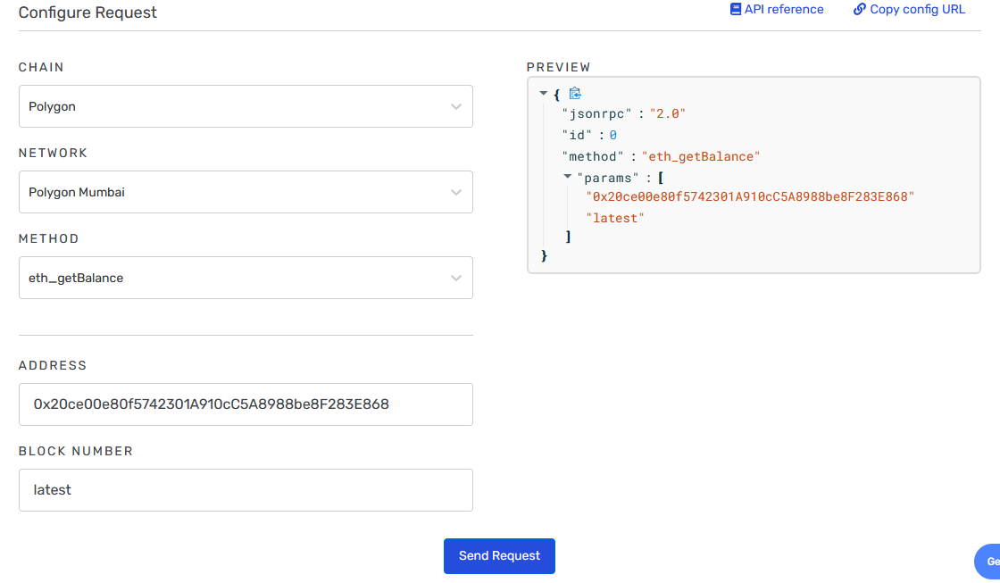 Configure Request
API reference
Copy config URL
CHAIN
Polygon
NETWORK
Polygon Mumbai
METHOD
eth_getBalance
ADDRESS
0x20ce00e80f5742301A910cC5A8988be8F283E868
BLOCK NUMBER
latest
PREVIEW
{
"jsonrpc" : "2.0"
"id" : 0
"method" : "eth_getBalance"
"params" : [
"0x20ce00e80f5742301A910cC5A8988be8F283E868"
"latest"
]
}
Send Request
Ge